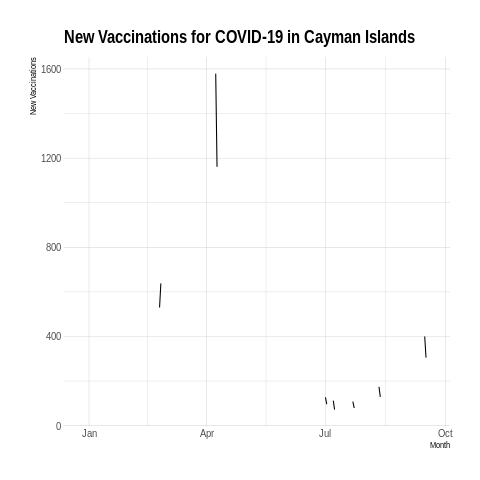 New Vaccinations for COVID-19 in Cayman Islands
New Vaccinations
1600
1200
800
400
0
Jan Apr Jul Oct
Month